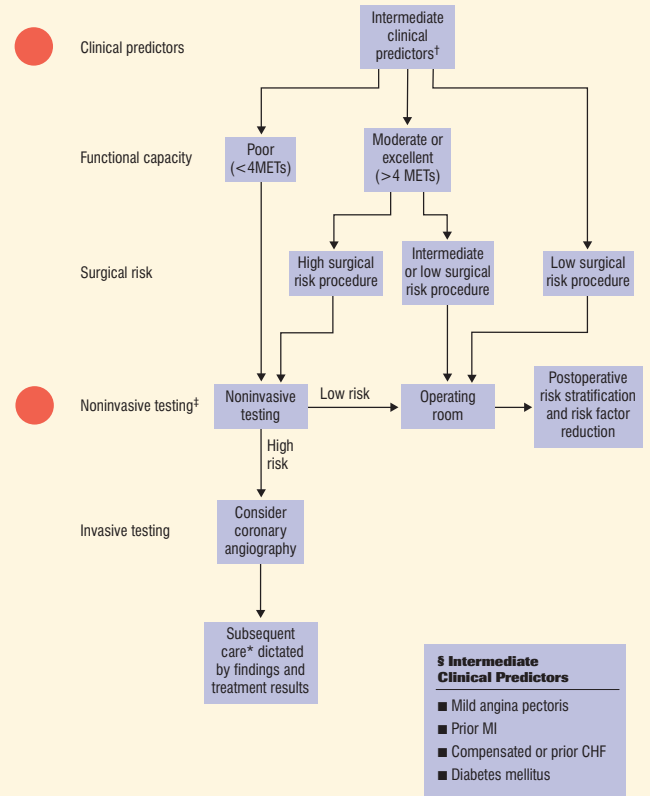 Clinical predictors
Intermediate
clinical
predictors†
Functional capacity
Poor
(<4METs)
Moderate or
excellent
(>4 METs)
Surgical risk
High surgical
risk procedure
Intermediate
or low surgical
risk procedure
Low surgical
risk procedure
Noninvasive testing‡
Noninvasive
testing
Low risk
Operating
room
Postoperative
risk stratification
and risk factor
reduction
High
risk
Invasive testing
Consider
coronary
angiography
Subsequent
care* dictated
by findings and
treatment results
§ Intermediate
Clinical Predictors
■ Mild angina pectoris
■ Prior MI
■ Compensated or prior CHF
■ Diabetes mellitus